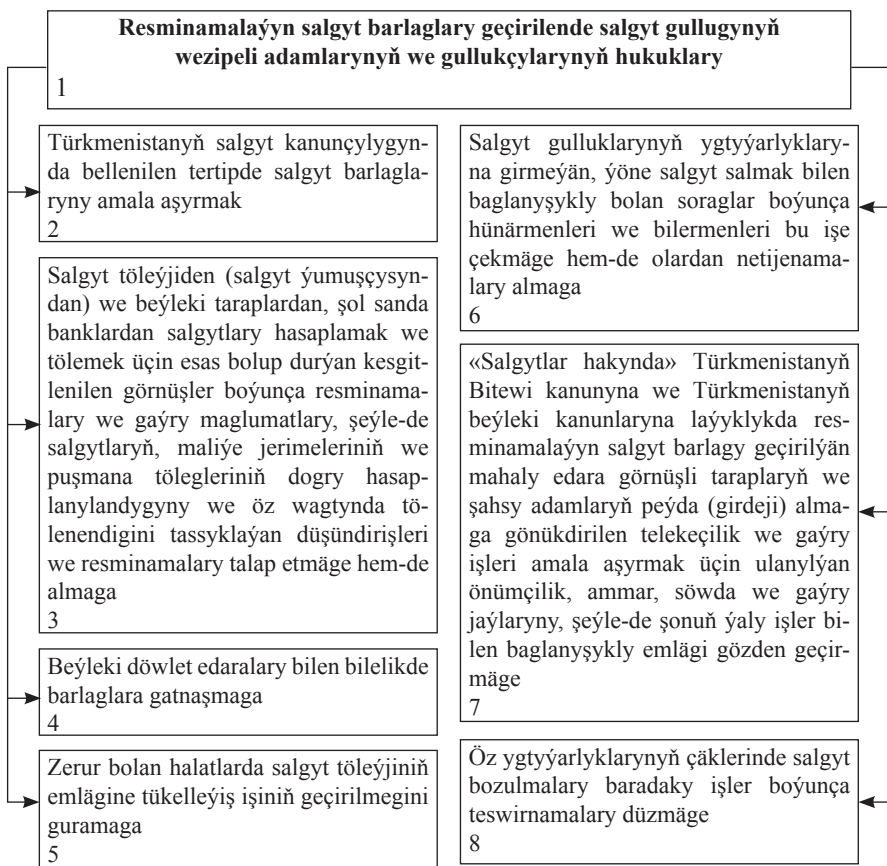 Resminamalaýyn salgyt barlaglary geçirilende salgyt gullugynyň
wezipeli adamlarynyň we gullukçylarynyň hukuklary
1
Türkmenistanyň salgyt kanunçylygyn-
da bellenilen tertipde salgyt barlagla-
ryny amala aşyrmak
2
Salgyt töleýjiden (salgyt ýumuşçysyn-
dan) we beýleki taraplardan, şol sanda
banklardan salgytlary hasaplamak we
tölemek üçin esas bolup durýan kesgit-
lenilen görnüşler boýunça resminama-
lary we gaýry maglumatlary, şeýle-de
salgytlaryň, maliýe jerimeleriniň we
puşmana tölegleriniň dogry hasap-
lanylandygyny we öz wagtynda tö-
lenendigini tassyklaýan düşündirişleri
we resminamalary talap etmäge hem-de
almaga
3
Beýleki döwlet edaralary bilen bilelikde
barlaglara gatnaşmaga
4
Zerur bolan halatlarda salgyt töleýjiniň
emlägine tükelleýiş işiniň geçirilmegini
guramaga
5
Salgyt gulluklarynyň ygtyýarlyklary-
na girmeýän, ýöne salgyt salmak bilen
baglanyşykly bolan soraglar boýunça
hünärmenleri we bilermenleri bu işe
çekmäge hem-de olardan netijenama-
lary almaga
6
«Salgytlar hakynda» Türkmenistanyň
Bitewi kanunyna we Türkmenistanyň
beýleki kanunlaryna laýyklykda res-
minamalaýyn salgyt barlagy geçirilýän
mahaly edara görnüşli taraplaryň we
şahsy adamlaryň peýda (girdeji) alma-
ga gönükdirilen telekeçilik we gaýry
işleri amala aşyrmak üçin ulanylýan
önümçilik, ammar, söwda we gaýry
jaýlaryny, şeýle-de şonuň ýaly işler bi-
len baglanyşykly emlägi gözden geçir-
mäge
7
Öz ygtyýarlyklarynyň çäklerinde salgyt
bozulmalary baradaky işler boýunça
teswirnamalary düzmäge
8